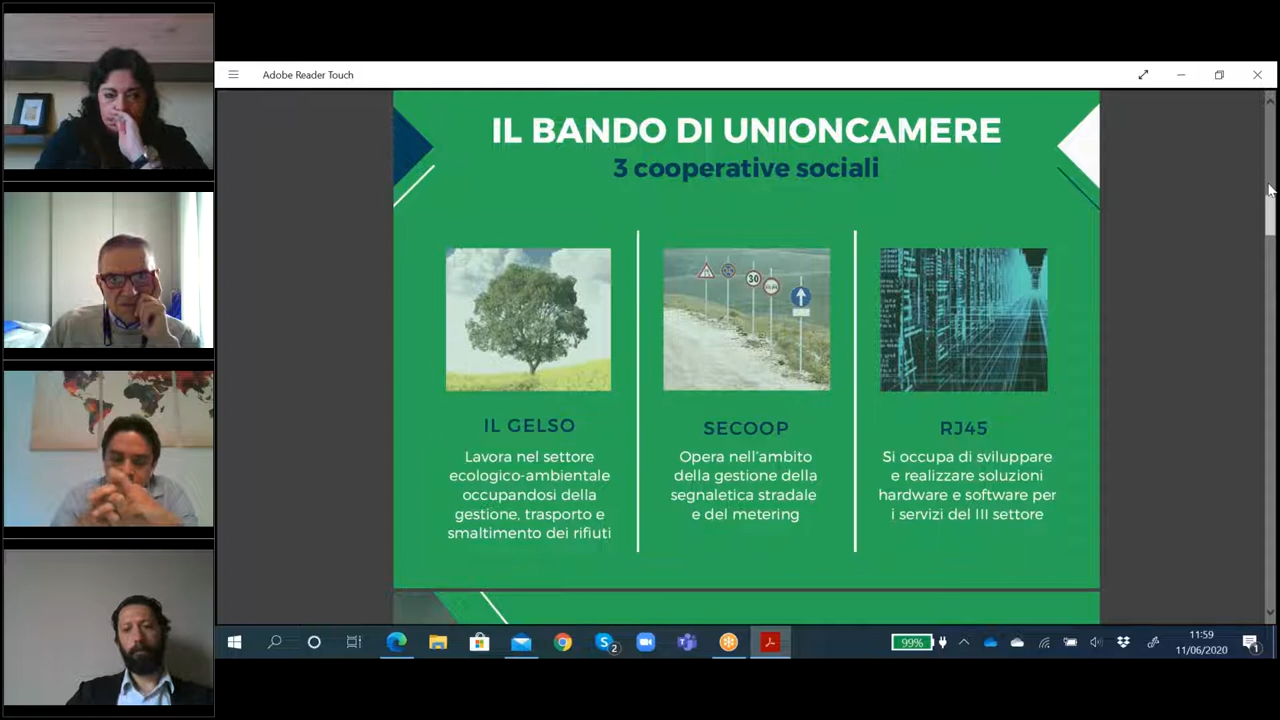 Adobe Reader Touch
IL BANDO DI UNIONCAMERE
3 cooperative sociali
30
IL GELSO
Lavora nel settore
ecologico-ambientale
occupandosi della
gestione, trasporto e
smaltimento dei rifiuti
SECOOP
Opera nell'ambito
della gestione della
segnaletica stradale
e del metering
RJ45
Si occupa di sviluppare
e realizzare soluzioni
hardware e software per
i servizi del III settore
2
99%
11:59
11/06/2020
1